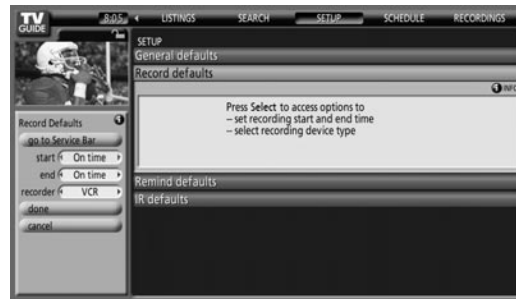 TV GUIDE
8:05
LISTINGS SEARCH SETUP SCHEDULE RECORDINGS
SETUP
General defaults
Record defaults
INFO
Press Select to access options to
– set recording start and end time
– select recording device type
Remind defaults
IR defaults
Record Defaults
go to Service Bar
start On time
end On time
recorder VCR
done
cancel